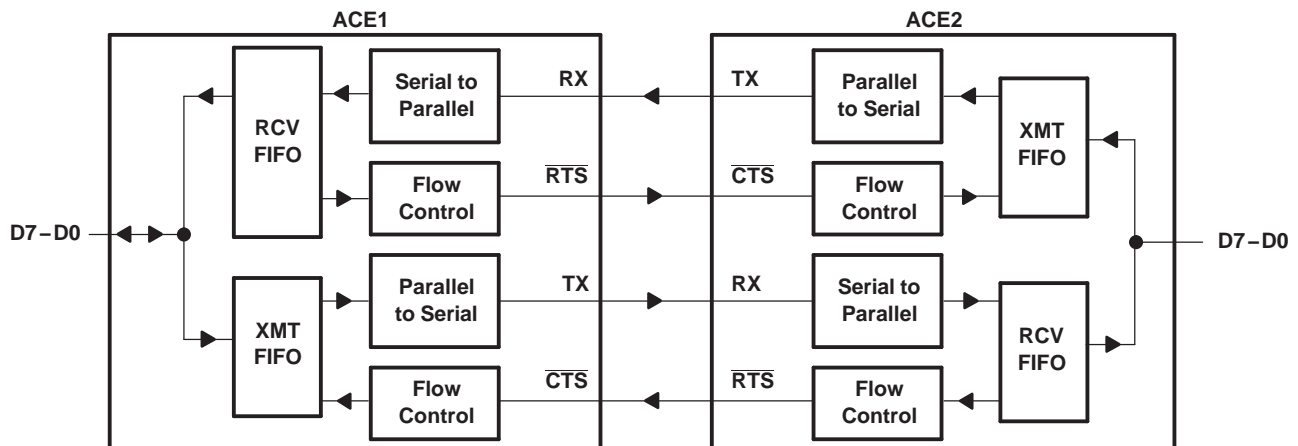 ACE1
ACE2
RCV
FIFO
Serial to
Parallel
RX
TX
Parallel
to Serial
XMT
FIFO
Flow
Control
RTS
CTS
Flow
Control
D7–D0
D7–D0
XMT
FIFO
Parallel
to Serial
TX
RX
Serial to
Parallel
RCV
FIFO
Flow
Control
CTS
RTS
Flow
Control